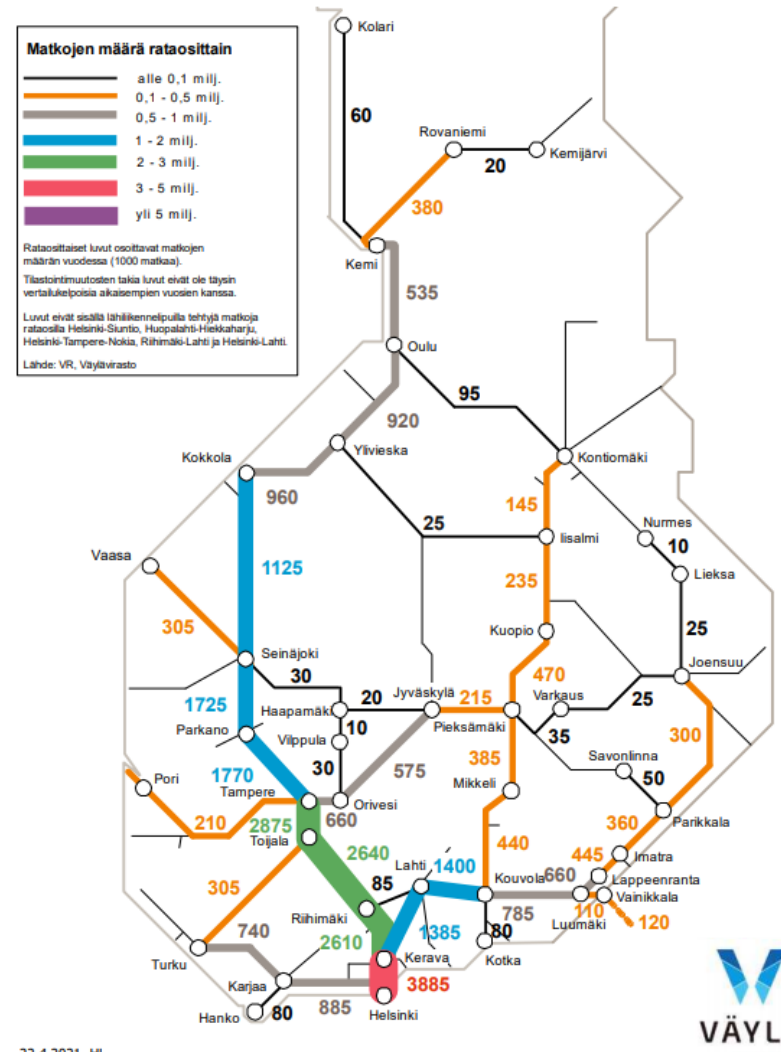 Matkojen määrä rataosittain
alle 0,1 milj.
0,1 - 0,5 milj.
0,5 - 1 milj.
1 - 2 milj.
2 - 3 milj.
3 - 5 milj.
yli 5 milj.
Rataosittaiset luvut osoittavat matkojen
määrän vuodessa (1000 matkaa).
Tilastointimuutosten takia luvut eivät ole täysin
vertailukelpoisia aikaisempien vuosien kanssa.
Luvut eivät sisällä lähiliikennelipuilla tehtyjä matkoja
rataosilla Helsinki-Siuntio, Huopalahti-Hiekkaharju,
Helsinki-Tampere-Nokia, Riihimäki-Lahti ja Helsinki-Lahti.
Lähde: VR, Väylävirasto
Kolari
60
Rovaniemi
20
Kemijärvi
380
Kemi
535
Oulu
95
920
Ylivieska
Kokkola
960
Kontiomäki
145
25
Iisalmi
Nurmes
10
Lieksa
Vaasa
1125
235
305
Kuopio
25
Seinäjoki
30
470
Joensuu
1725
Haapamäki
20
Jyväskylä
215
Varkaus
25
Parkano
10
Vilppula
Pieksämäki
35
300
1770
30
575
385
Savonlinna
50
Pori
Tampere
660
Orivesi
Mikkeli
Parikkala
210
2875
Toijala
2640
440
360
Imatra
305
Lahti
1400
Kouvola
660
445
Lappeenranta
85
785
110
Vainikkala
Luumäki
120
Riihimäki
1385
80
740
2610
Kerava
Kotka
Turku
Karjaa
3885
885
Helsinki
Hanko
80
VÄYL